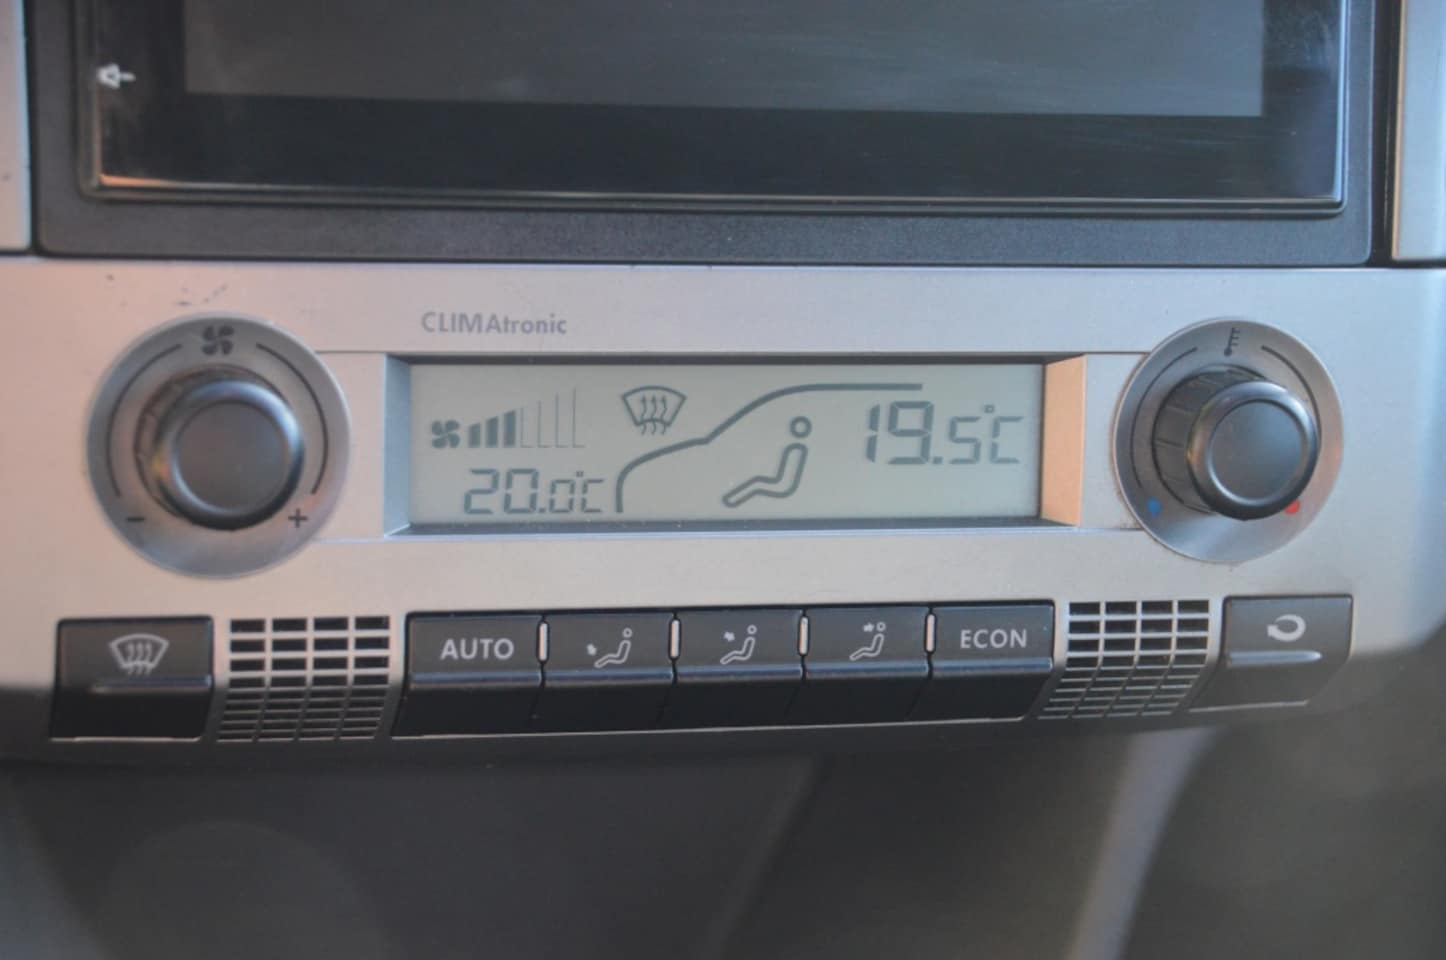 CLIMAtronic
20.0°C
19.5°C
- +
AUTO
ECON